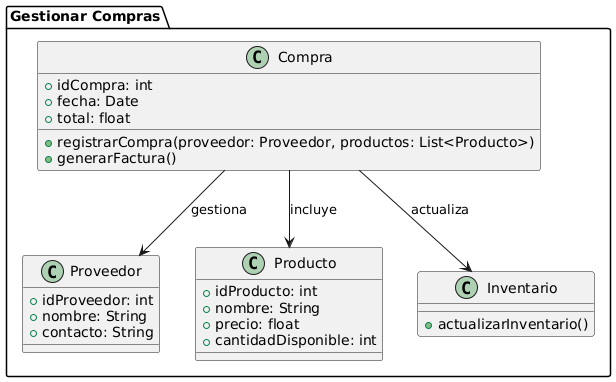 Gestionar Compras
C Compra
idCompra: int
fecha: Date
total: float
registrarCompra(proveedor: Proveedor, productos: List<Producto>)
generarFactura()
gestiona
incluye
actualiza
C Proveedor
idProveedor: int
nombre: String
contacto: String
C Producto
idProducto: int
nombre: String
precio: float
cantidadDisponible: int
C Inventario
actualizarInventario()